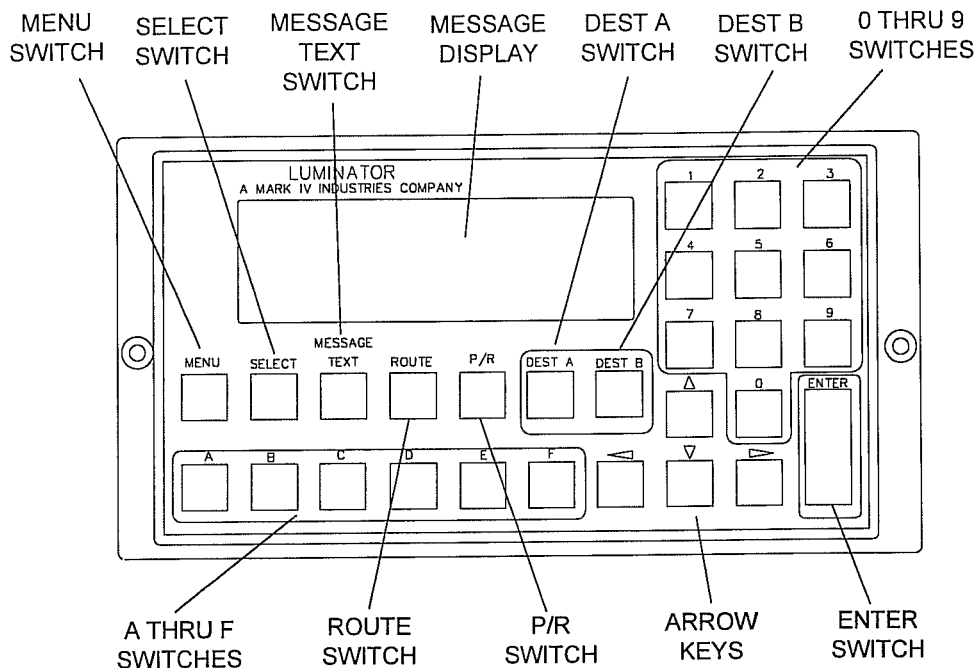 MENU SWITCH
SELECT SWITCH
MESSAGE TEXT SWITCH
MESSAGE DISPLAY
DEST A SWITCH
DEST B SWITCH
0 THRU 9 SWITCHES
LUMINATOR
A MARK IV INDUSTRIES COMPANY
1 2 3
4 5 6
7 8 9
MENU SELECT MESSAGE TEXT ROUTE P/R DEST A DEST B
△ 0 ENTER
A B C D E F ◁ ▽ ▷
A THRU F SWITCHES
ROUTE SWITCH
P/R SWITCH
ARROW KEYS
ENTER SWITCH